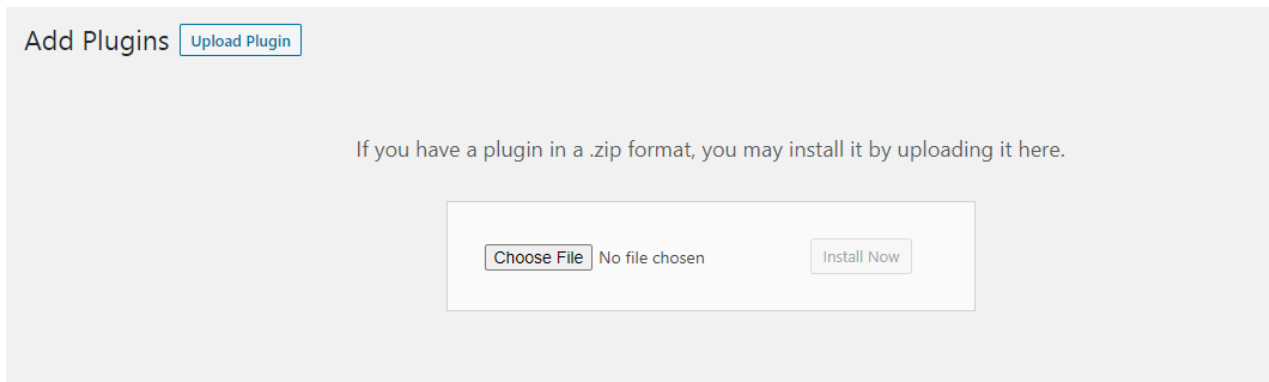 Add Plugins Upload Plugin
If you have a plugin in a .zip format, you may install it by uploading it here.
Choose File No file chosen Install Now